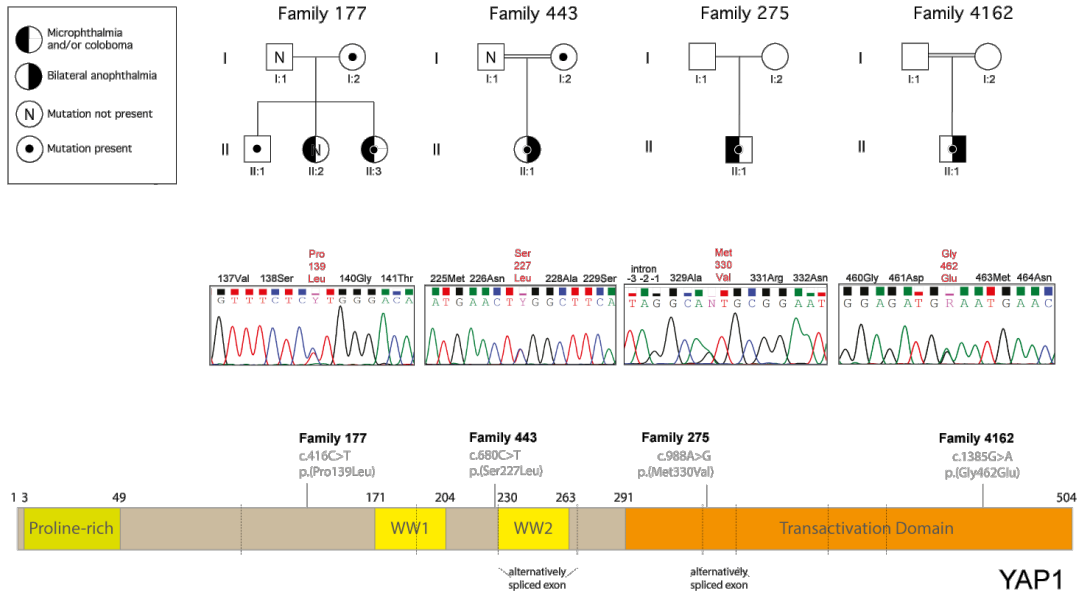 Family 177
Family 443
Family 275
Family 4162
Microphthalmia
and/or coloboma
Bilateral anophthalmia
N Mutation not present
Mutation present
I
N
I:1
I:2
II
II:1
N
II:2
II:3
I
N
I:1
I:2
II
II:1
I
I:1
I:2
II
II:1
I
I:1
I:2
II
II:1
Pro
139
Leu
137Val 138Ser 140Gly 141Thr
G T T T C T C Y T G G G A C A
Ser
227
Leu
225Met 226Asn 228Ala 229Ser
A T G A A C T Y G G C T T C A
Met
330
Val
intron
-3 -2 -1 329Ala 331Arg 332Asn
T A G G C A N T G C G G A A T
Gly
462
Glu
460Gly 461Asp 463Met 464Asn
G G A G A T G R A A T G A A C
Family 177
c.416C>T
p.(Pro139Leu)
Family 443
c.680C>T
p.(Ser227Leu)
Family 275
c.988A>G
p.(Met330Val)
Family 4162
c.1385G>A
p.(Gly462Glu)
1 3 49 171 204 230 263 291 504
Proline-rich WW1 WW2 Transactivation Domain
alternatively
spliced exon
alternatively
spliced exon
YAP1